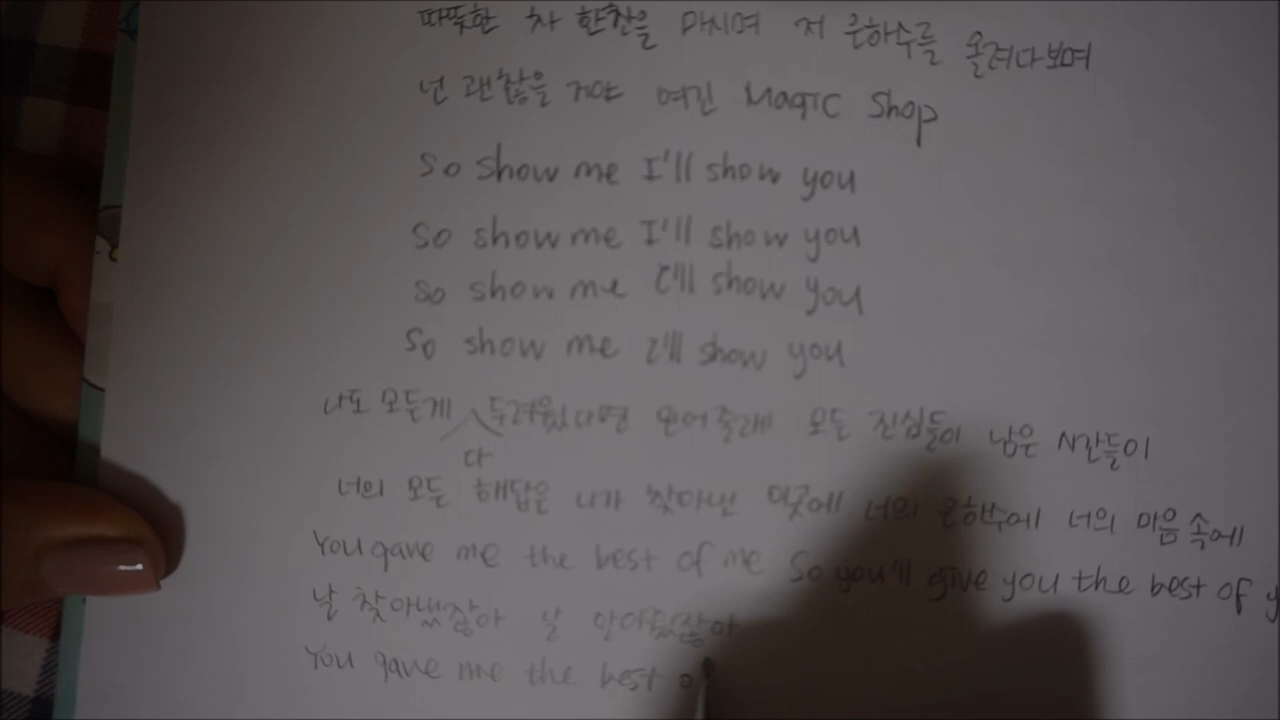 따뜻한 차 한잔을 마시며 저 은하수를 올려다보며
넌 괜찮을 거야 여긴 Magic Shop
So show me I'll show you
So show me I'll show you
So show me I'll show you
So show me I'll show you
나도 모든게 두려웠다면 믿어줄래 모든 진심들이 남은 시간들이
다
너의 모든 해답은 니가 찾아낸 이곳에 너의 은하수에 너의 마음 속에
You gave me the best of me So you'll give you the best of y
날 찾아냈잖아 날 알아줬잖아
You gave me the best of